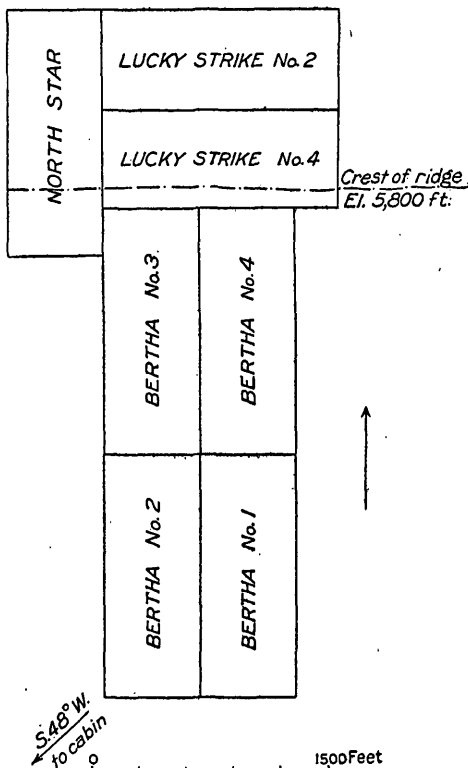 NORTH STAR
LUCKY STRIKE No.2
LUCKY STRIKE No.4
Crest of ridge
El. 5,800 ft.
BERTHA No.3
BERTHA No.4
BERTHA No.2
BERTHA No.1
S.48°W.
to cabin
0 1500 Feet